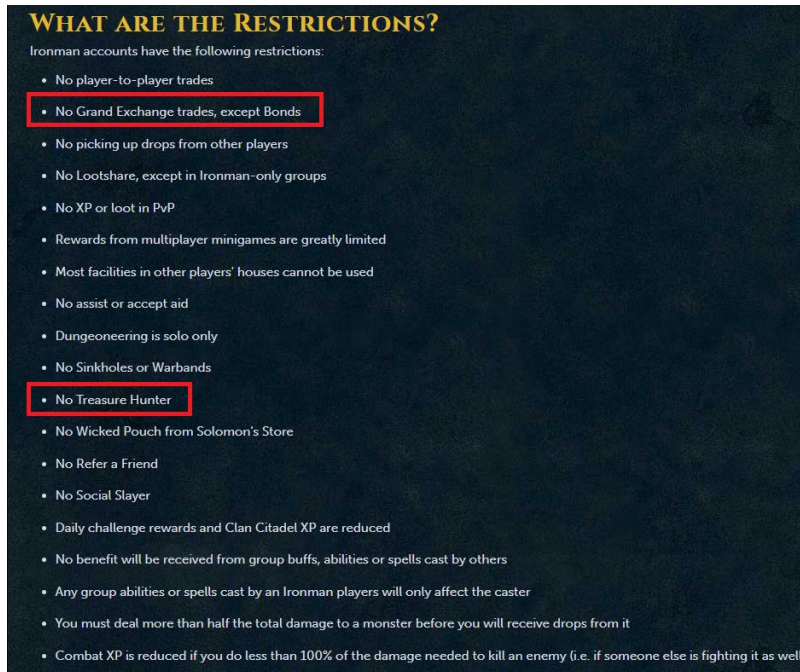 WHAT ARE THE RESTRICTIONS?
Ironman accounts have the following restrictions:
• No player-to-player trades
• No Grand Exchange trades, except Bonds
• No picking up drops from other players
• No Lootshare, except in Ironman-only groups
• No XP or loot in PvP
• Rewards from multiplayer minigames are greatly limited
• Most facilities in other players' houses cannot be used
• No assist or accept aid
• Dungeoneering is solo only
• No Sinkholes or Warbands
• No Treasure Hunter
• No Wicked Pouch from Solomon's Store
• No Refer a Friend
• No Social Slayer
• Daily challenge rewards and Clan Citadel XP are reduced
• No benefit will be received from group buffs, abilities or spells cast by others
• Any group abilities or spells cast by an Ironman players will only affect the caster
• You must deal more than half the total damage to a monster before you will receive drops from it
• Combat XP is reduced if you do less than 100% of the damage needed to kill an enemy (i.e. if someone else is fighting it as well